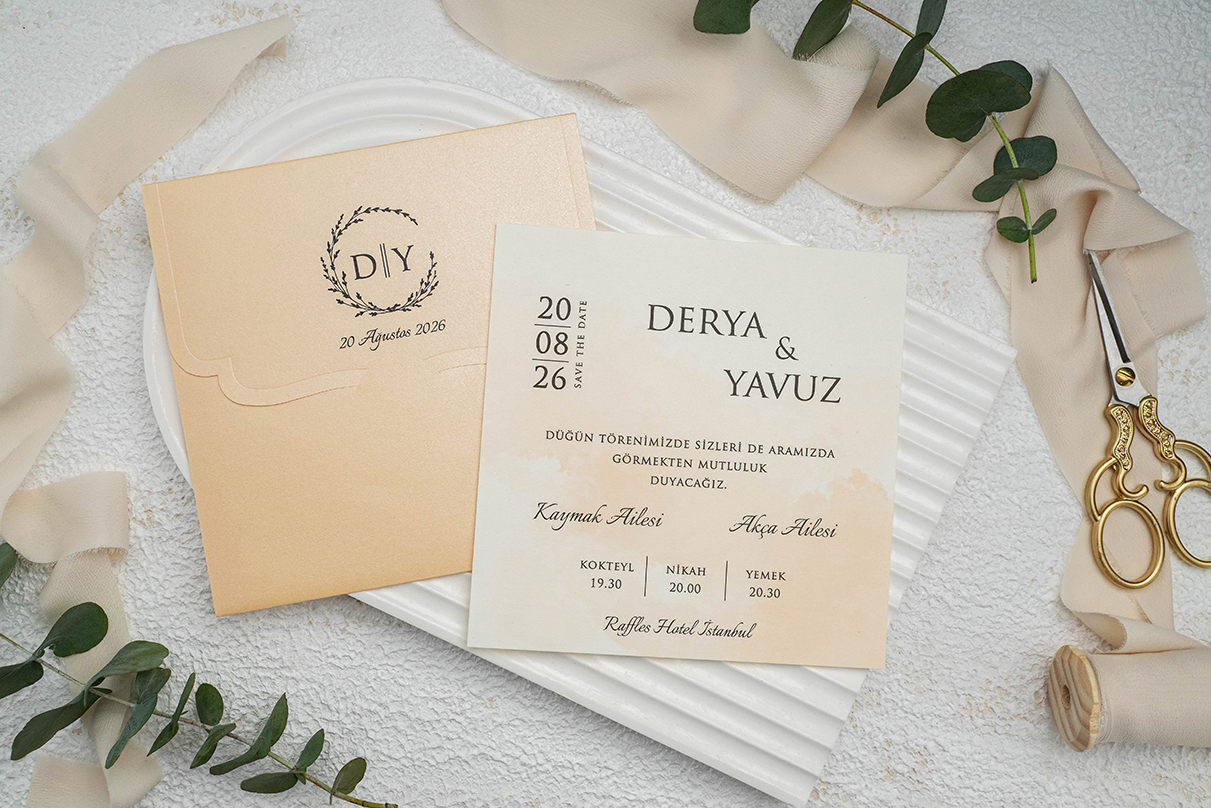 D Y
20 Ağustos 2026
20
08
26
SAVE THE DATE
DERYA
&
YAVUZ
DÜĞÜN TÖRENİMİZDE SİZLERİ DE ARAMIZDA
GÖRMEKTEN MUTLULUK
DUYACAĞIZ.
Kaymak Ailesi
Akça Ailesi
KOKTEYL
19.30
NİKAH
20.00
YEMEK
20.30
Raffles Hotel İstanbul